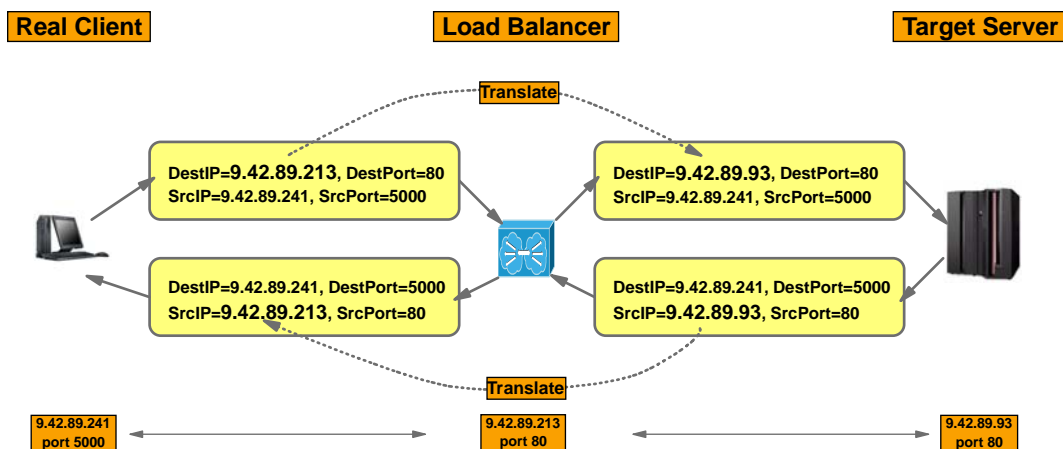 Real Client
Load Balancer
Target Server
Translate
DestIP=9.42.89.213, DestPort=80
SrcIP=9.42.89.241, SrcPort=5000
DestIP=9.42.89.93, DestPort=80
SrcIP=9.42.89.241, SrcPort=5000
DestIP=9.42.89.241, DestPort=5000
SrcIP=9.42.89.213, SrcPort=80
DestIP=9.42.89.241, DestPort=5000
SrcIP=9.42.89.93, SrcPort=80
Translate
9.42.89.241
port 5000
9.42.89.213
port 80
9.42.89.93
port 80